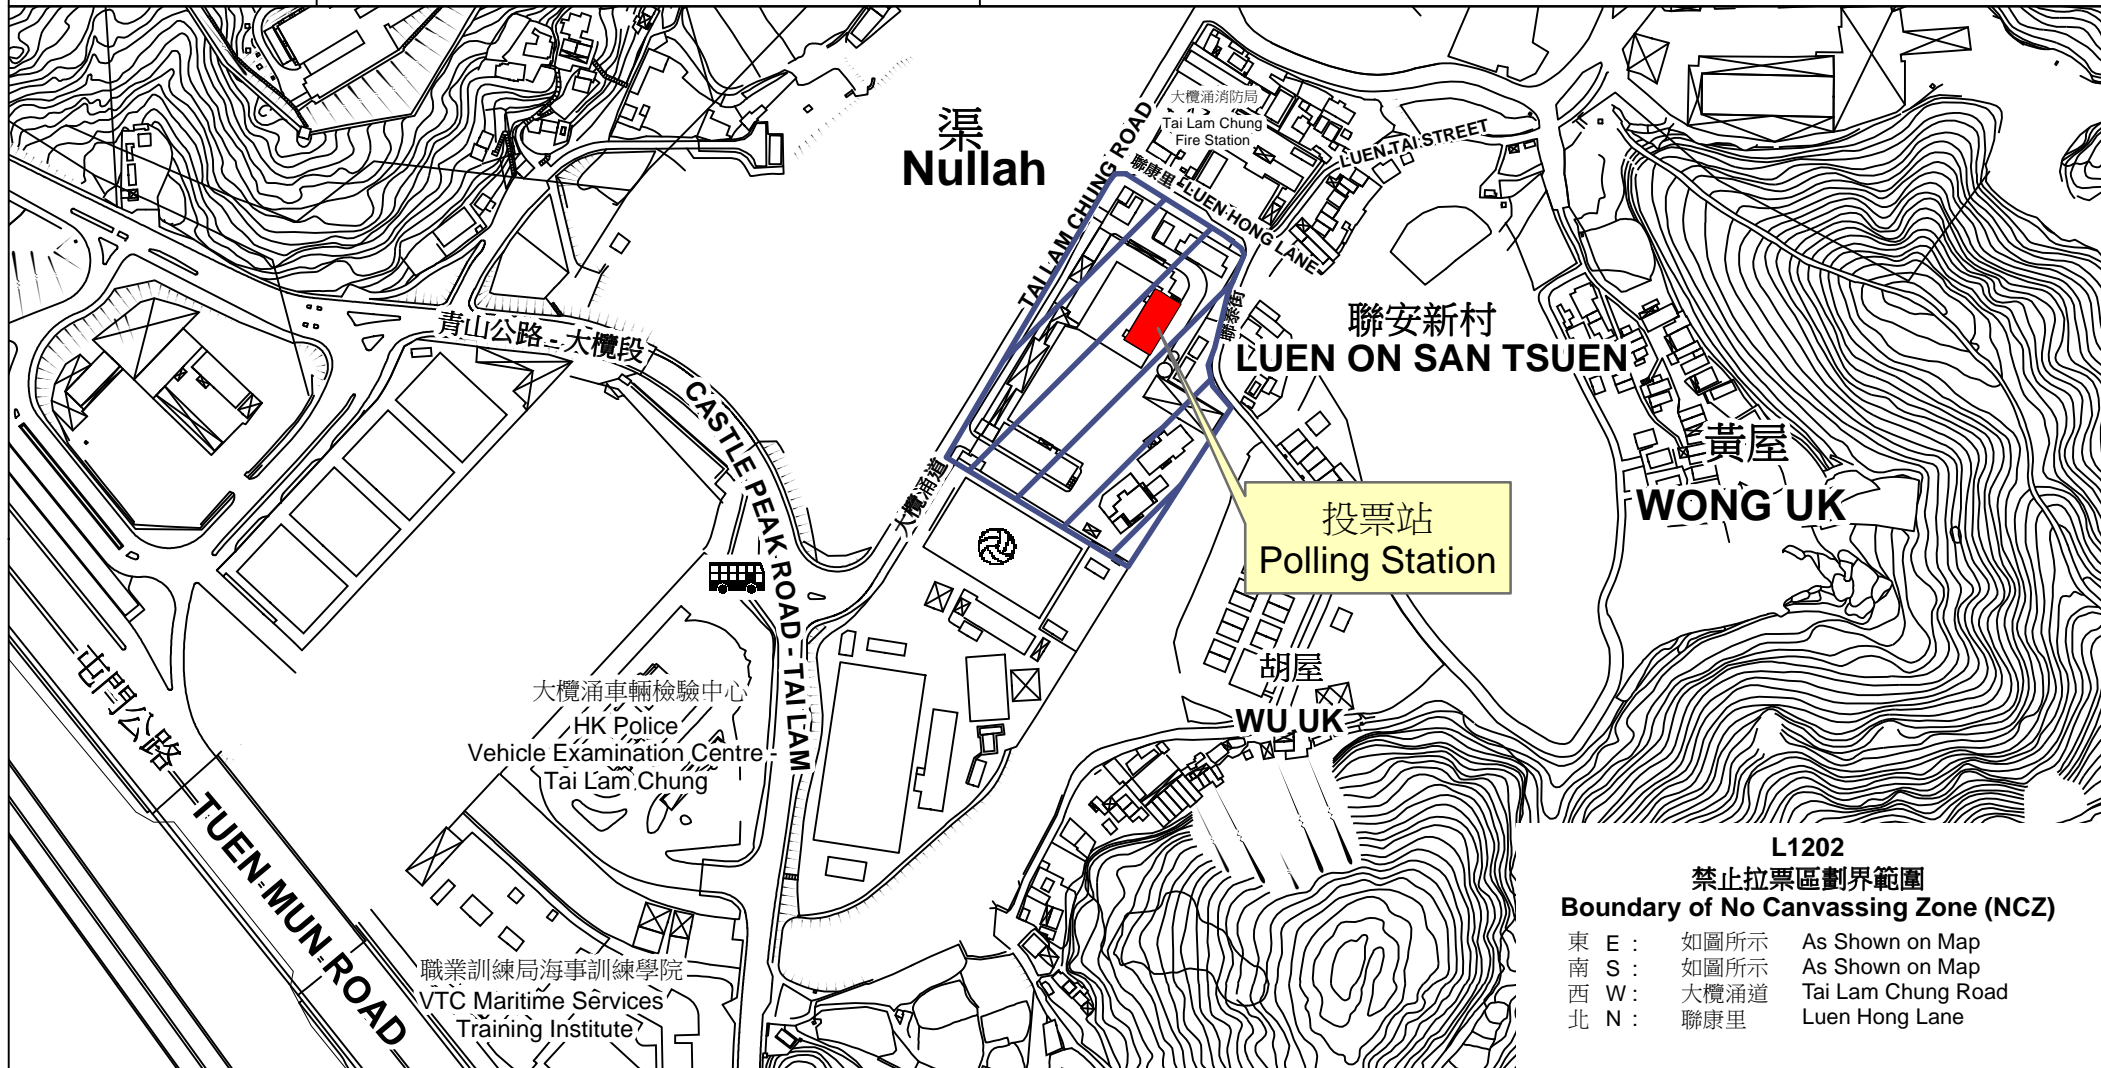 渠
Nullah
大欖涌消防局
Tai Lam Chung
Fire Station
LUEN TAI STREET
TAI LAM CHUNG ROAD
聯康里 - LUEN HONG LANE
聯泰街
聯安新村
LUEN ON SAN TSUEN
青山公路 - 大欖段
CASTLE PEAK ROAD - TAI LAM
大欖涌道
黃屋
WONG UK
投票站
Polling Station
胡屋
WU UK
屯門公路
TUEN MUN ROAD
大欖涌車輛檢驗中心
HK Police
Vehicle Examination Centre -
Tai Lam Chung
職業訓練局海事訓練學院
VTC Maritime Services
Training Institute
L1202
禁止拉票區劃界範圍
Boundary of No Canvassing Zone (NCZ)
東 E : 如圖所示 As Shown on Map
南 S : 如圖所示 As Shown on Map
西 W : 大欖涌道 Tai Lam Chung Road
北 N : 聯康里 Luen Hong Lane